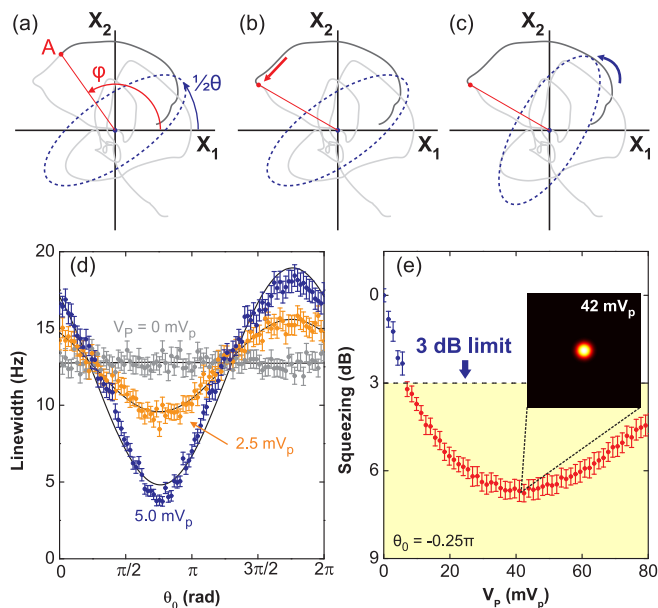 (a) (b) (c)
X2 X2 X2
A
φ ½θ
X1 X1 X1
(d) (e)
20
15
10
5
0
Linewidth (Hz)
VP = 0 mVp
2.5 mVp
5.0 mVp
0 π/2 π 3π/2 2π
θ0 (rad)
0
3
6
9
Squeezing (dB)
42 mVp
3 dB limit
θ0 = -0.25π
0 20 40 60 80
VP (mVp)